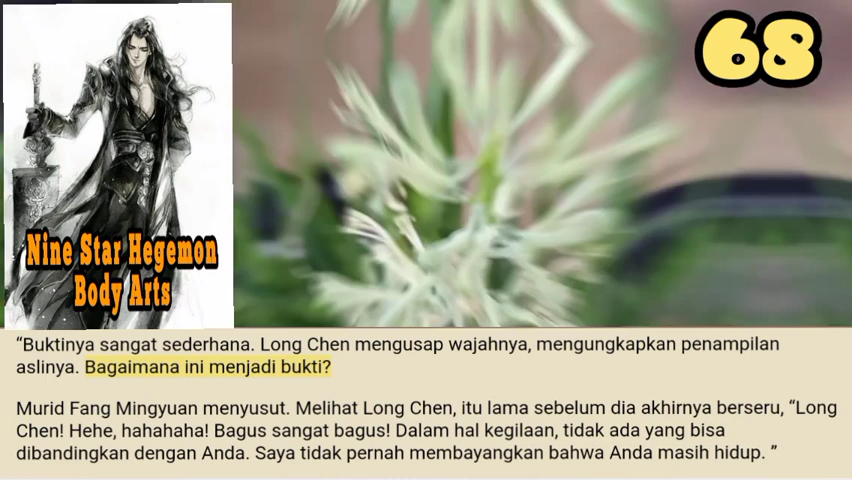 68
Nine Star Hegemon
Body Arts
“Buktinya sangat sederhana. Long Chen mengusap wajahnya, mengungkapkan penampilan
aslinya. Bagaimana ini menjadi bukti?
Murid Fang Mingyuan menyusut. Melihat Long Chen, itu lama sebelum dia akhirnya berseru, “Long
Chen! Hehe, hahahaha! Bagus sangat bagus! Dalam hal kegilaan, tidak ada yang bisa
dibandingkan dengan Anda. Saya tidak pernah membayangkan bahwa Anda masih hidup. ”